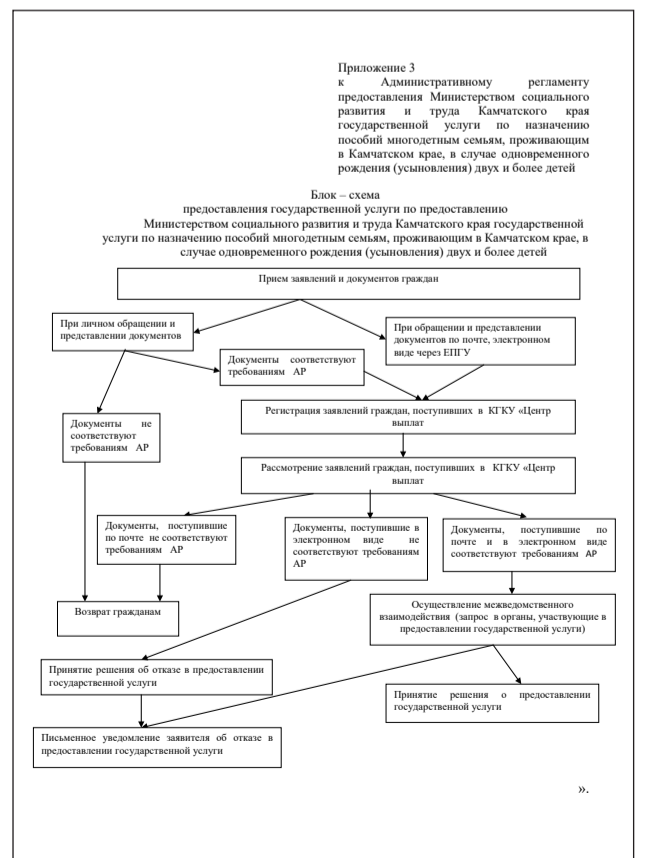 Приложение 3
к Административному регламенту
предоставления Министерством социального
развития и труда Камчатского края
государственной услуги по назначению
пособий многодетным семьям, проживающим
в Камчатском крае, в случае одновременного
рождения (усыновления) двух и более детей
Блок – схема
предоставления государственной услуги по предоставлению
Министерством социального развития и труда Камчатского края государственной
услуги по назначению пособий многодетным семьям, проживающим в Камчатском крае, в
случае одновременного рождения (усыновления) двух и более детей
Прием заявлений и документов граждан
При личном обращении и
представлении документов
При обращении и представлении
документов по почте, электронном
виде через ЕПГУ
Документы соответствуют
требованиям АР
Документы не
соответствуют
требованиям АР
Регистрация заявлений граждан, поступивших в КГКУ «Центр
выплат
Рассмотрение заявлений граждан, поступивших в КГКУ «Центр
выплат
Документы, поступившие
по почте не соответствуют
требованиям АР
Документы, поступившие в
электронном виде не
соответствуют требованиям
АР
Документы, поступившие по
почте и в электронном виде
соответствуют требованиям АР
Возврат гражданам
Осуществление межведомственного
взаимодействия (запрос в органы, участвующие в
предоставлении государственной услуги)
Принятие решения об отказе в предоставлении
государственной услуги
Принятие решения о предоставлении
государственной услуги
Письменное уведомление заявителя об отказе в
предоставлении государственной услуги
».